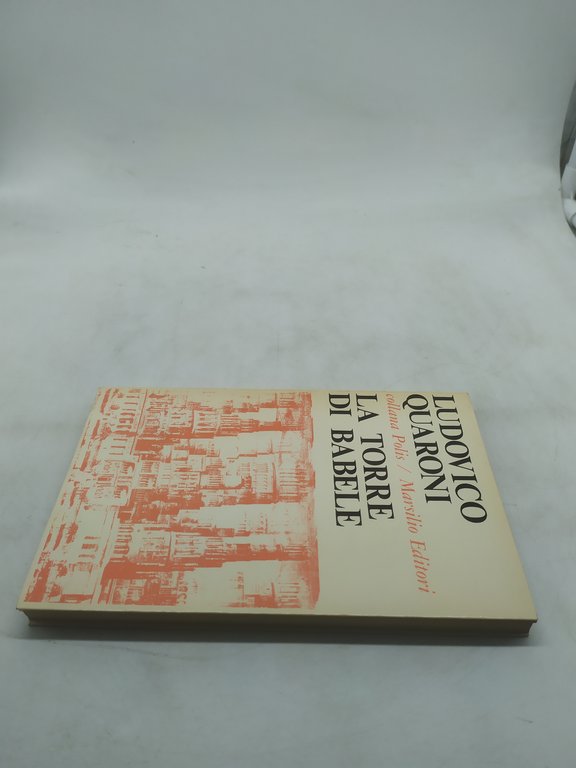 LUDOVICO
QUARONI
LA TORRE
DI BABELE
collana Polis / Marsilio Editori